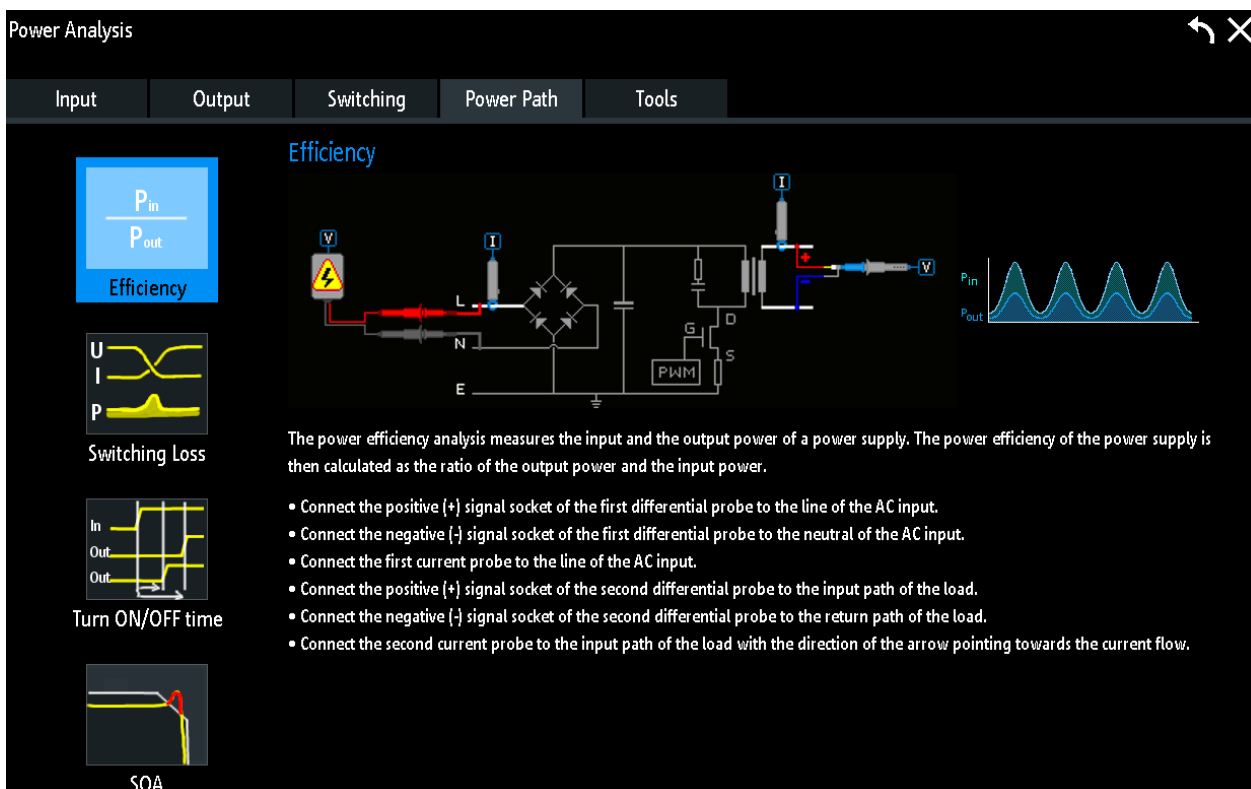 Power Analysis
Input
Output
Switching
Power Path
Tools
Pin
Pout
Efficiency
U
I
P
Switching Loss
In
Out
Out
Turn ON/OFF time
SOA
Efficiency
V
I
L
N
E
G
D
S
PWM
I
+
-
V
Pin
Pout
The power efficiency analysis measures the input and the output power of a power supply. The power efficiency of the power supply is
then calculated as the ratio of the output power and the input power.
• Connect the positive (+) signal socket of the first differential probe to the line of the AC input.
• Connect the negative (-) signal socket of the first differential probe to the neutral of the AC input.
• Connect the first current probe to the line of the AC input.
• Connect the positive (+) signal socket of the second differential probe to the input path of the load.
• Connect the negative (-) signal socket of the second differential probe to the return path of the load.
• Connect the second current probe to the input path of the load with the direction of the arrow pointing towards the current flow.